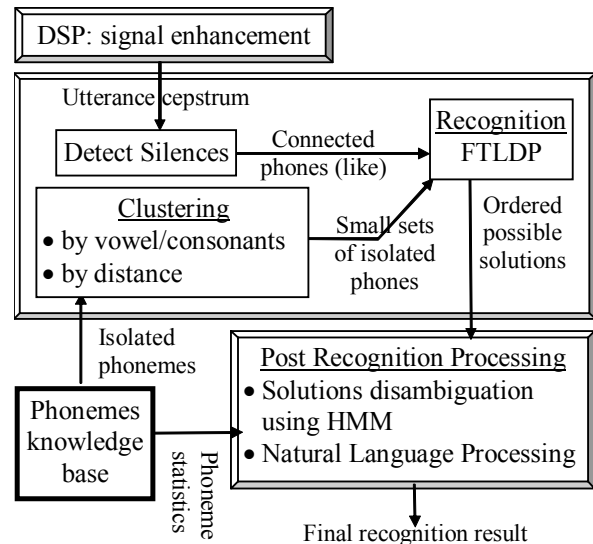 DSP: signal enhancement
Utterance cepstrum
Detect Silences
Connected
phones (like)
Recognition
FTLDP
Clustering
• by vowel/consonants
• by distance
Small sets
of isolated
phones
Ordered
possible
solutions
Isolated
phonemes
Phonemes
knowledge
base
Phoneme
statistics
Post Recognition Processing
• Solutions disambiguation
using HMM
• Natural Language Processing
Final recognition result